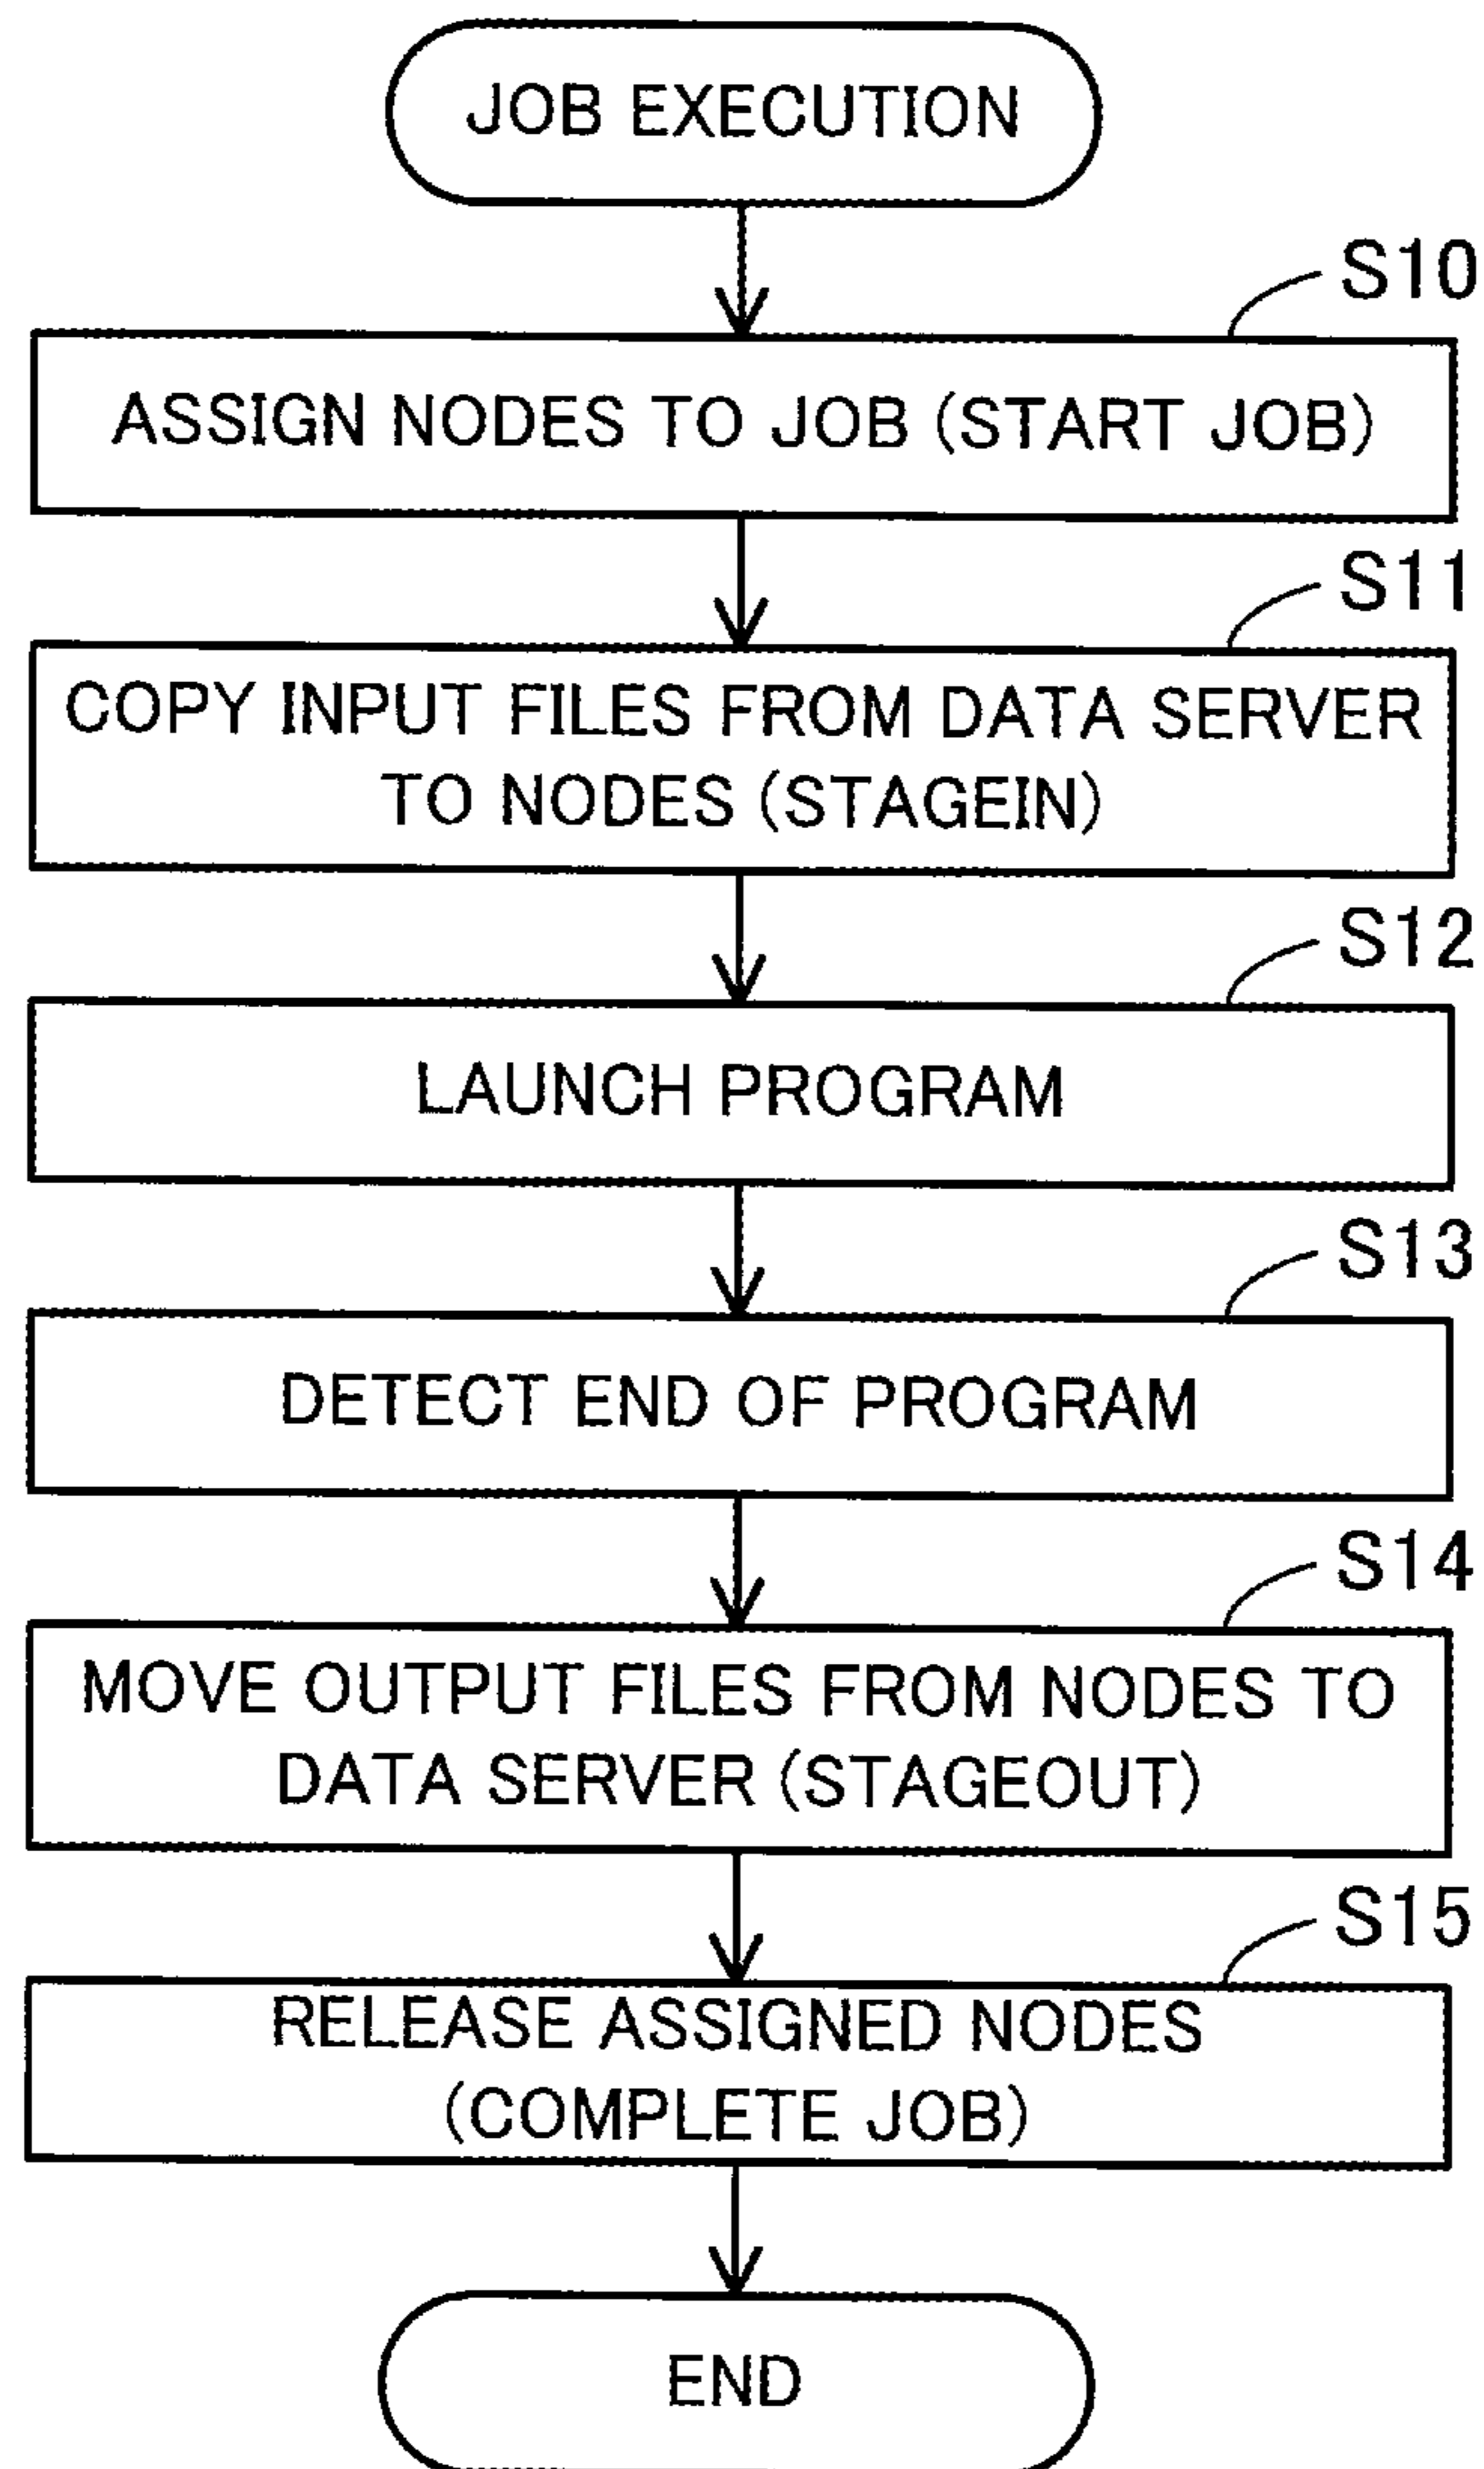 JOB EXECUTION
S10
ASSIGN NODES TO JOB (START JOB)
S11
COPY INPUT FILES FROM DATA SERVER
TO NODES (STAGEIN)
S12
LAUNCH PROGRAM
S13
DETECT END OF PROGRAM
S14
MOVE OUTPUT FILES FROM NODES TO
DATA SERVER (STAGEOUT)
S15
RELEASE ASSIGNED NODES
(COMPLETE JOB)
END